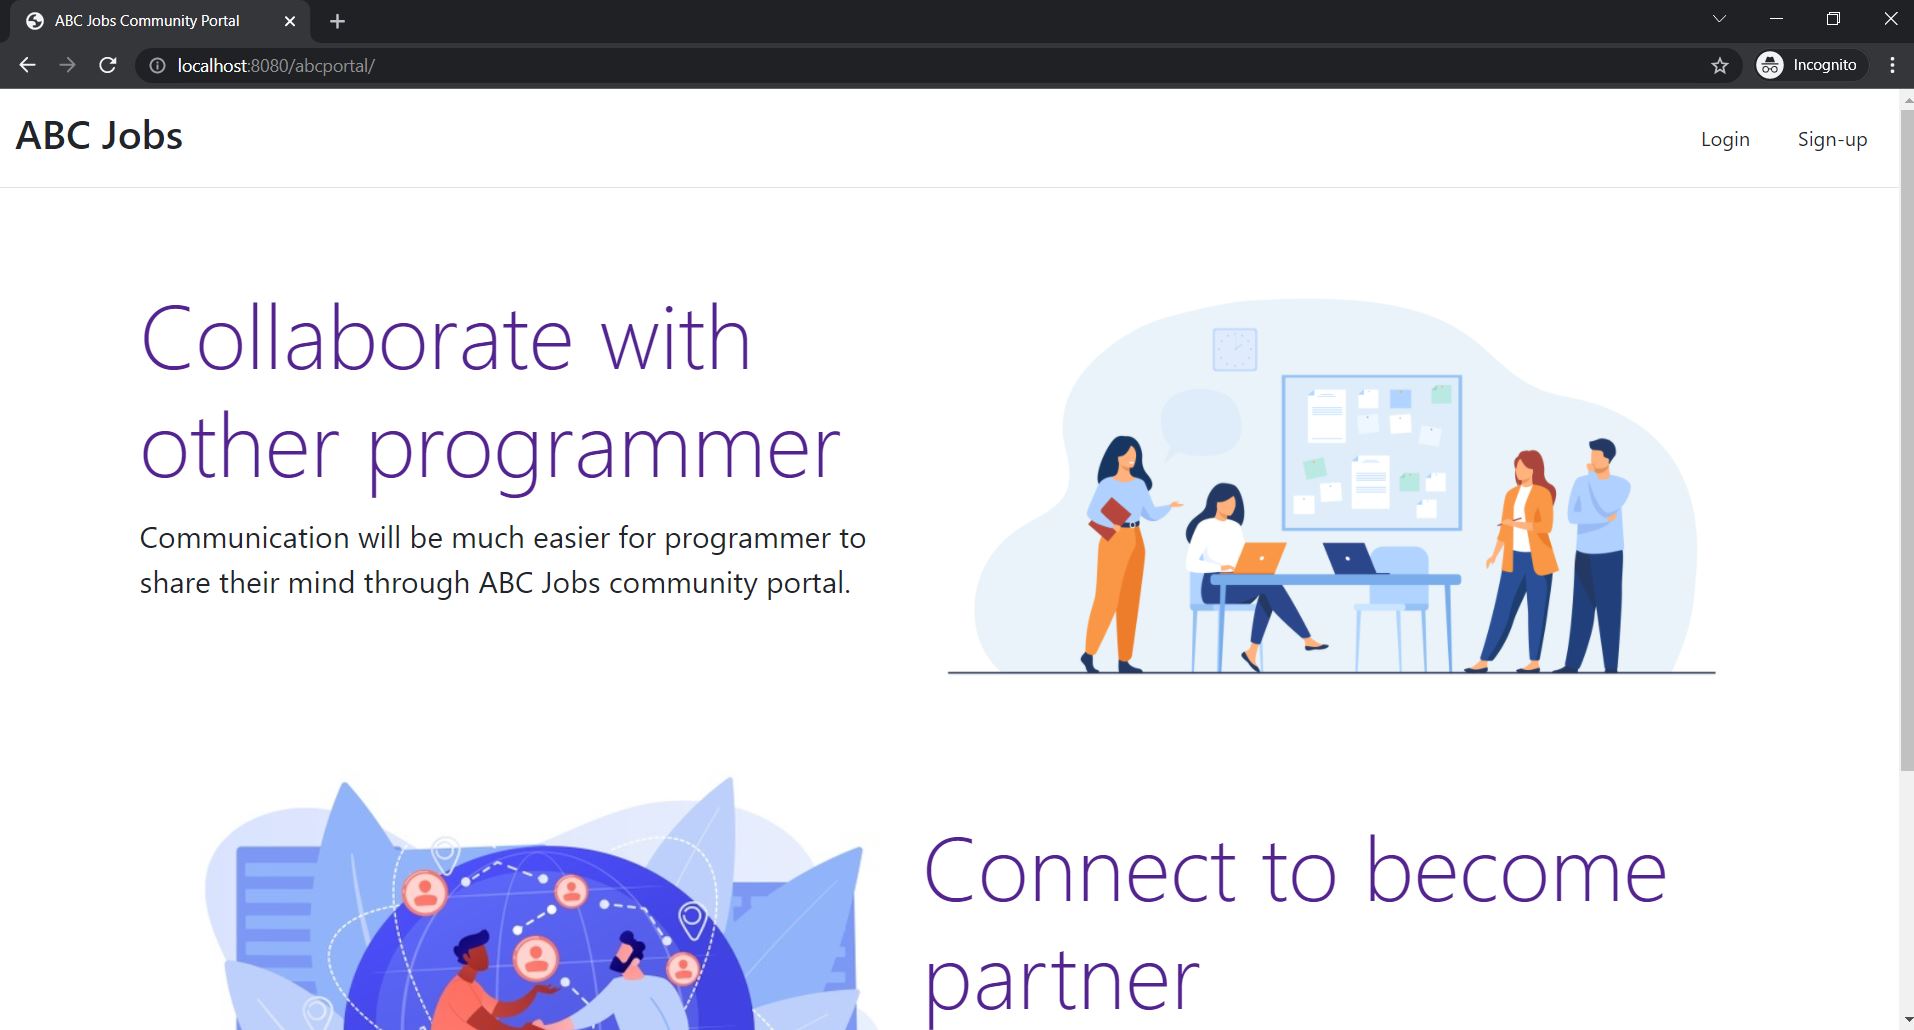 ABC Jobs Community Portal
localhost:8080/abcportal/
Incognito
ABC Jobs
Login
Sign-up
Collaborate with
other programmer
Communication will be much easier for programmer to
share their mind through ABC Jobs community portal.
Connect to become
partner